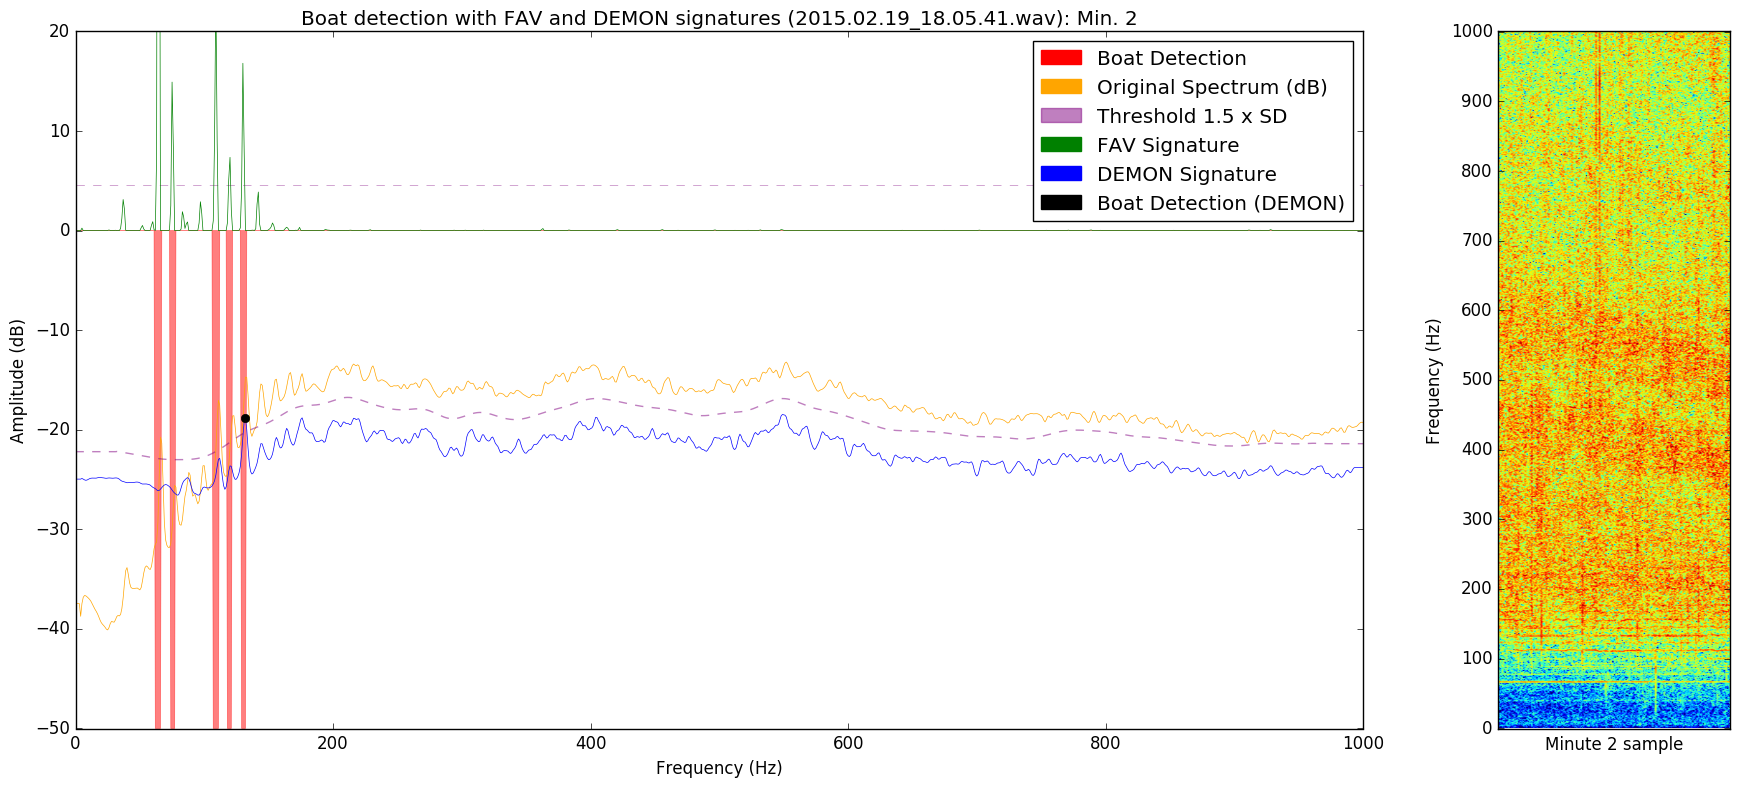 Boat detection with FAV and DEMON signatures (2015.02.19_18.05.41.wav): Min. 2
Boat Detection
Original Spectrum (dB)
Threshold 1.5 x SD
FAV Signature
DEMON Signature
Boat Detection (DEMON)
Amplitude (dB)
20
10
0
−10
−20
−30
−40
−50
0
200
400
600
800
1000
Frequency (Hz)
Frequency (Hz)
1000
900
800
700
600
500
400
300
200
100
0
Minute 2 sample